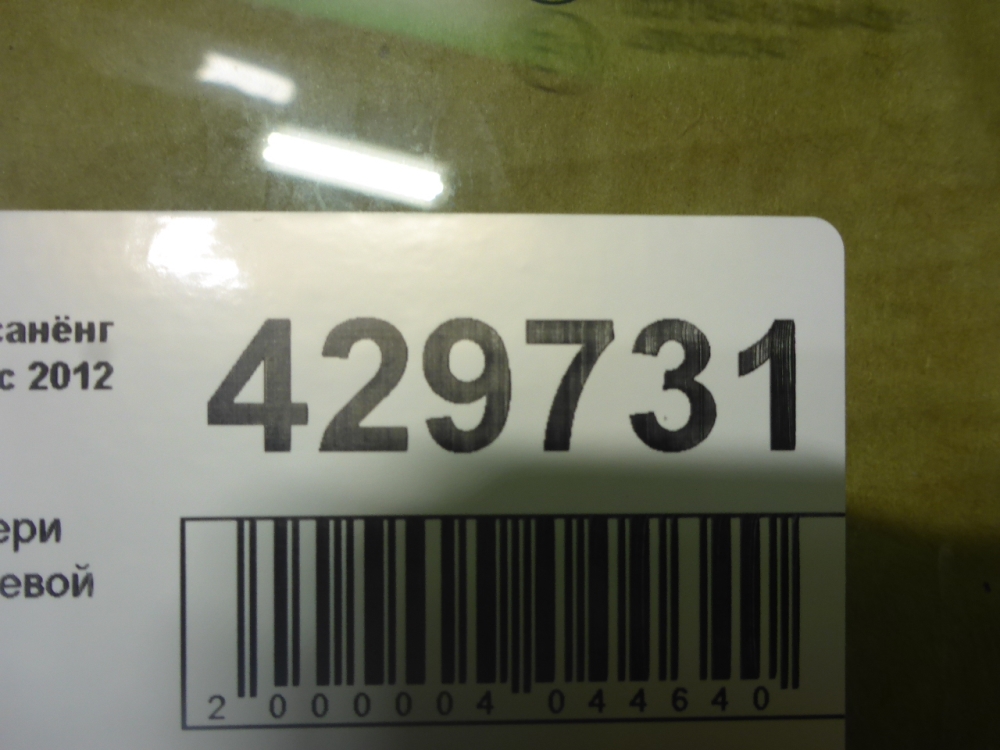 санёнг
с 2012
429731
ери
евой
2 000004 044640